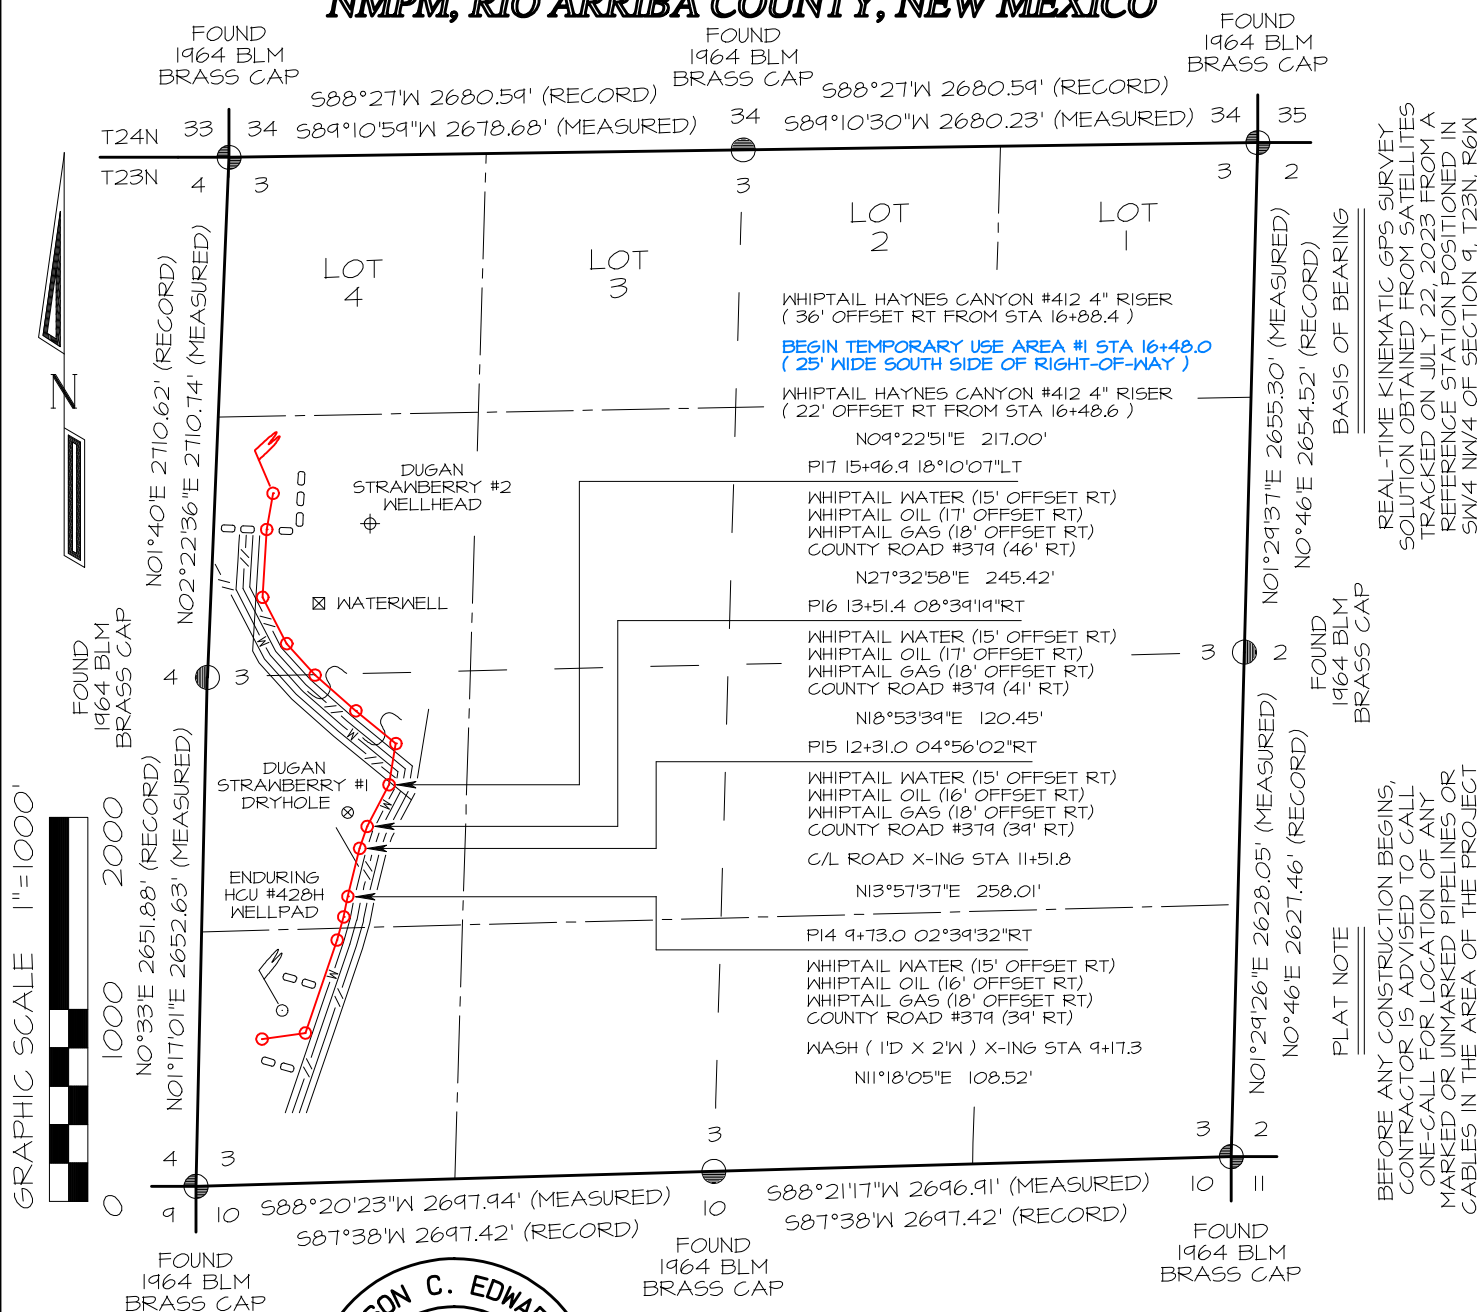 NMPM, RIO ARRIBA COUNTY, NEW MEXICO
FOUND
1964 BLM
BRASS CAP
FOUND
1964 BLM
BRASS CAP
FOUND
1964 BLM
BRASS CAP
S88°27'W 2680.59' (RECORD)
S89°10'59"W 2678.68' (MEASURED)
S88°27'W 2680.59' (RECORD)
S89°10'30"W 2680.23' (MEASURED)
T24N
T23N
33
34
4
3
34
3
34
35
3
2
LOT
4
LOT
3
LOT
2
LOT
1
N
N01°40'E 2710.62' (RECORD)
N02°22'36"E 2710.74' (MEASURED)
WHIPTAIL HAYNES CANYON #412 4" RISER
( 36' OFFSET RT FROM STA 16+88.4 )
BEGIN TEMPORARY USE AREA #1 STA 16+48.0
( 25' WIDE SOUTH SIDE OF RIGHT-OF-WAY )
WHIPTAIL HAYNES CANYON #412 4" RISER
( 22' OFFSET RT FROM STA 16+48.6 )
N09°22'51"E 217.00'
PI7 15+96.9 18°10'07"LT
WHIPTAIL WATER (15' OFFSET RT)
WHIPTAIL OIL (17' OFFSET RT)
WHIPTAIL GAS (18' OFFSET RT)
COUNTY ROAD #379 (46' RT)
N27°32'58"E 245.42'
PI6 13+51.4 08°39'19"RT
WHIPTAIL WATER (15' OFFSET RT)
WHIPTAIL OIL (17' OFFSET RT)
WHIPTAIL GAS (18' OFFSET RT)
COUNTY ROAD #379 (41' RT)
N18°53'39"E 120.45'
PI5 12+31.0 04°56'02"RT
WHIPTAIL WATER (15' OFFSET RT)
WHIPTAIL OIL (16' OFFSET RT)
WHIPTAIL GAS (18' OFFSET RT)
COUNTY ROAD #379 (39' RT)
C/L ROAD X-ING STA 11+51.8
N13°57'37"E 258.01'
PI4 9+73.0 02°39'32"RT
WHIPTAIL WATER (15' OFFSET RT)
WHIPTAIL OIL (16' OFFSET RT)
WHIPTAIL GAS (18' OFFSET RT)
COUNTY ROAD #379 (39' RT)
WASH ( 1'D X 2'W ) X-ING STA 9+17.3
N11°18'05"E 108.52'
DUGAN
STRAWBERRY #2
WELLHEAD
WATERWELL
DUGAN
STRAWBERRY #1
DRYHOLE
ENDURING
HCU #428H
WELLPAD
M
M
M
M
FOUND
1964 BLM
BRASS CAP
4
3
N0°33'E 2651.88' (RECORD)
N01°17'01"E 2652.63' (MEASURED)
3
2
FOUND
1964 BLM
BRASS CAP
N01°29'37"E 2655.30' (MEASURED)
N0°46'E 2654.52' (RECORD)
N01°29'26"E 2628.05' (MEASURED)
N0°46'E 2627.46' (RECORD)
BASIS OF BEARING
REAL-TIME KINEMATIC GPS SURVEY
SOLUTION OBTAINED FROM SATELLITES
TRACKED ON JULY 22, 2023 FROM A
REFERENCE STATION POSITIONED IN
SW/4 NW/4 OF SECTION 9, T23N, R6W
PLAT NOTE
BEFORE ANY CONSTRUCTION BEGINS,
CONTRACTOR IS ADVISED TO CALL
ONE-CALL FOR LOCATION OF ANY
MARKED OR UNMARKED PIPELINES OR
CABLES IN THE AREA OF THE PROJECT
GRAPHIC SCALE 1"=1000'
0
1000
2000
4
3
9
10
3
10
3
2
10
11
S88°20'23"W 2697.94' (MEASURED)
S87°38'W 2697.42' (RECORD)
S88°21'17"W 2696.91' (MEASURED)
S87°38'W 2697.42' (RECORD)
FOUND
1964 BLM
BRASS CAP
FOUND
1964 BLM
BRASS CAP
FOUND
1964 BLM
BRASS CAP
SON C. EDWA